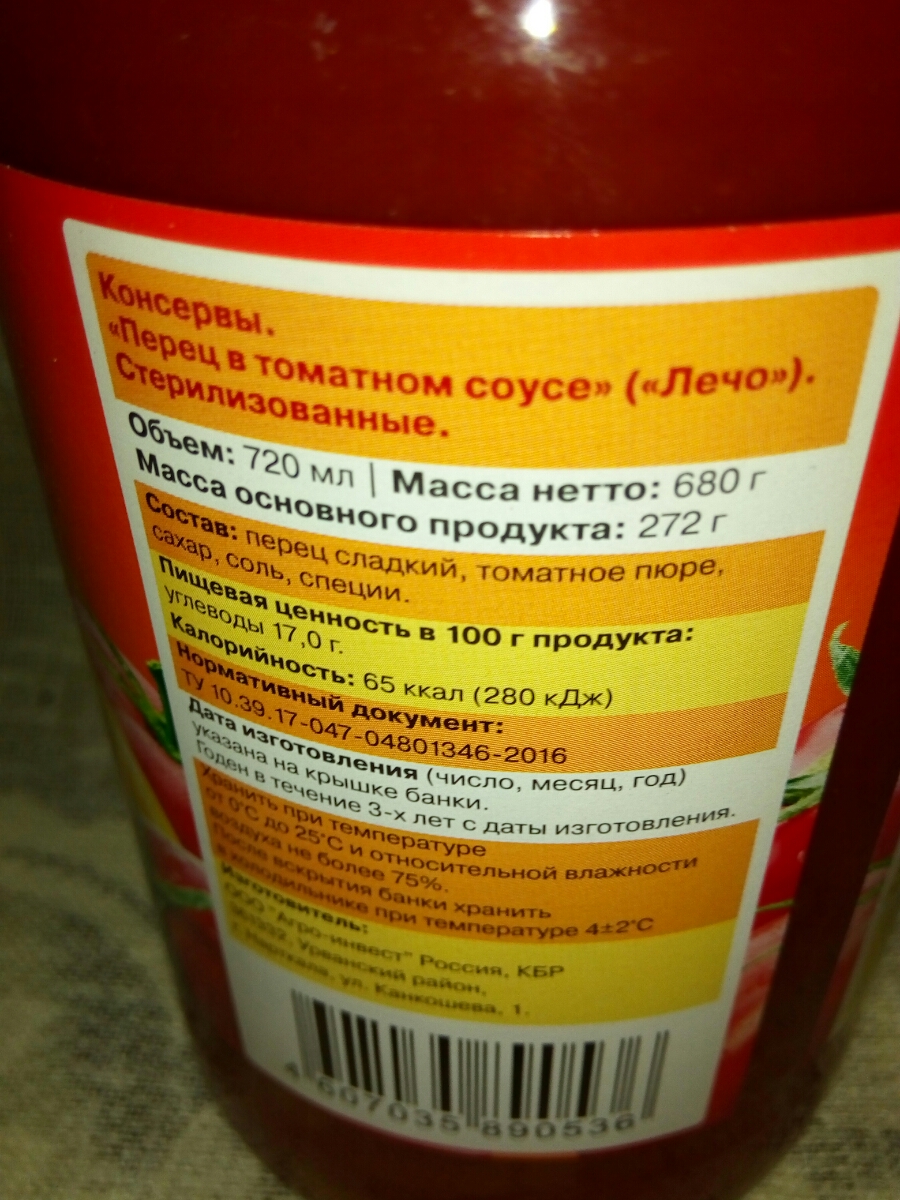 Консервы.
«Перец в томатном соусе» («Лечо»).
Стерилизованные.
Объем: 720 мл | Масса нетто: 680 г
Масса основного продукта: 272 г
Состав: перец сладкий, томатное пюре,
сахар, соль, специи.
Пищевая ценность в 100 г продукта:
углеводы 17,0 г.
Калорийность: 65 ккал (280 кДж)
Нормативный документ:
ТУ 10.39.17-047-04801346-2016
Дата изготовления (число, месяц, год)
указана на крышке банки.
Годен в течение 3-х лет с даты изготовления.
Хранить при температуре
от 0°С до 25°С и относительной влажности
воздуха не более 75%.
После вскрытия банки хранить
в холодильнике при температуре 4±2°С
Изготовитель:
ООО "Агро-инвест" Россия, КБР
361332, Урванский район,
г. Нарткала, ул. Канкошева, 1.
4 607035 890536